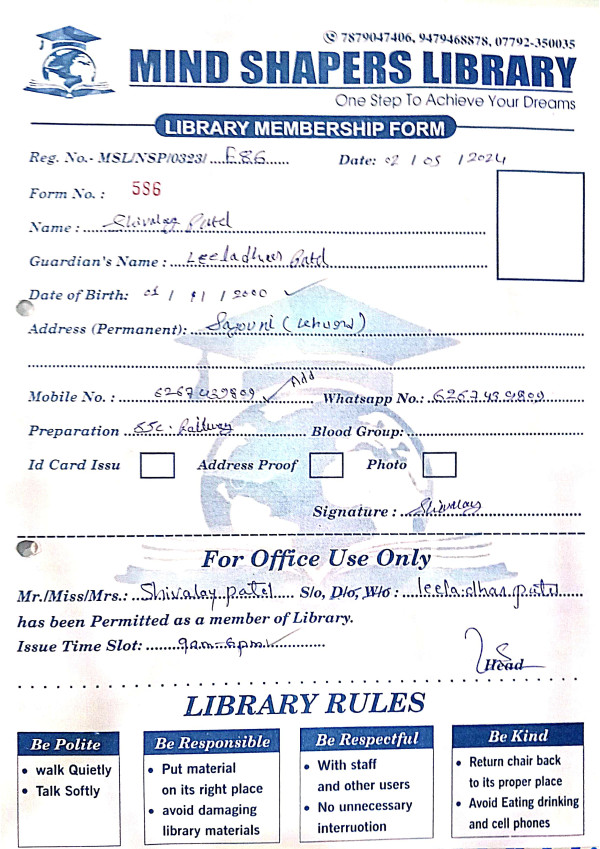 7879047406, 9479468878, 07792-350035
MIND SHAPERS LIBRARY
One Step To Achieve Your Dreams
LIBRARY MEMBERSHIP FORM
Reg. No.- MSL/NSP/0323/ E86 Date: 02 / 05 / 2024
Form No. : 586
Name : Shivalay Patel
Guardian's Name : Leeladhar Patel
Date of Birth: 01 / 2000
Address (Permanent):
Add
Mobile No. : 6267439809 Whatsapp No.: 6267439809
Preparation SSC. Railway Blood Group:
Id Card Issu Address Proof Photo
Signature : Shivalay
For Office Use Only
Mr./Miss/Mrs.: Shivalay patel S/o, D/o, W/o : leeladhar patel
has been Permitted as a member of Library.
Issue Time Slot: 9am-6pm
Head
LIBRARY RULES
Be Polite
• walk Quietly
• Talk Softly
Be Responsible
• Put material
on its right place
• avoid damaging
library materials
Be Respectful
• With staff
and other users
• No unnecessary
interruotion
Be Kind
• Return chair back
to its proper place
• Avoid Eating drinking
and cell phones